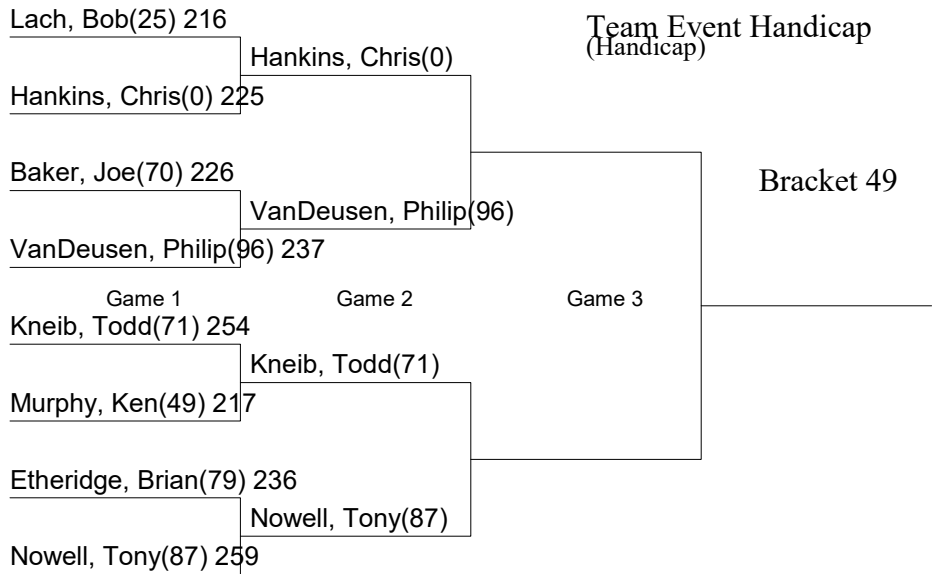 Lach, Bob(25) 216
Team Event Handicap
(Handicap)
Hankins, Chris(0)
Hankins, Chris(0) 225
Baker, Joe(70) 226
Bracket 49
VanDeusen, Philip(96)
VanDeusen, Philip(96) 237
Game 1
Game 2
Game 3
Kneib, Todd(71) 254
Kneib, Todd(71)
Murphy, Ken(49) 217
Etheridge, Brian(79) 236
Nowell, Tony(87)
Nowell, Tony(87) 259